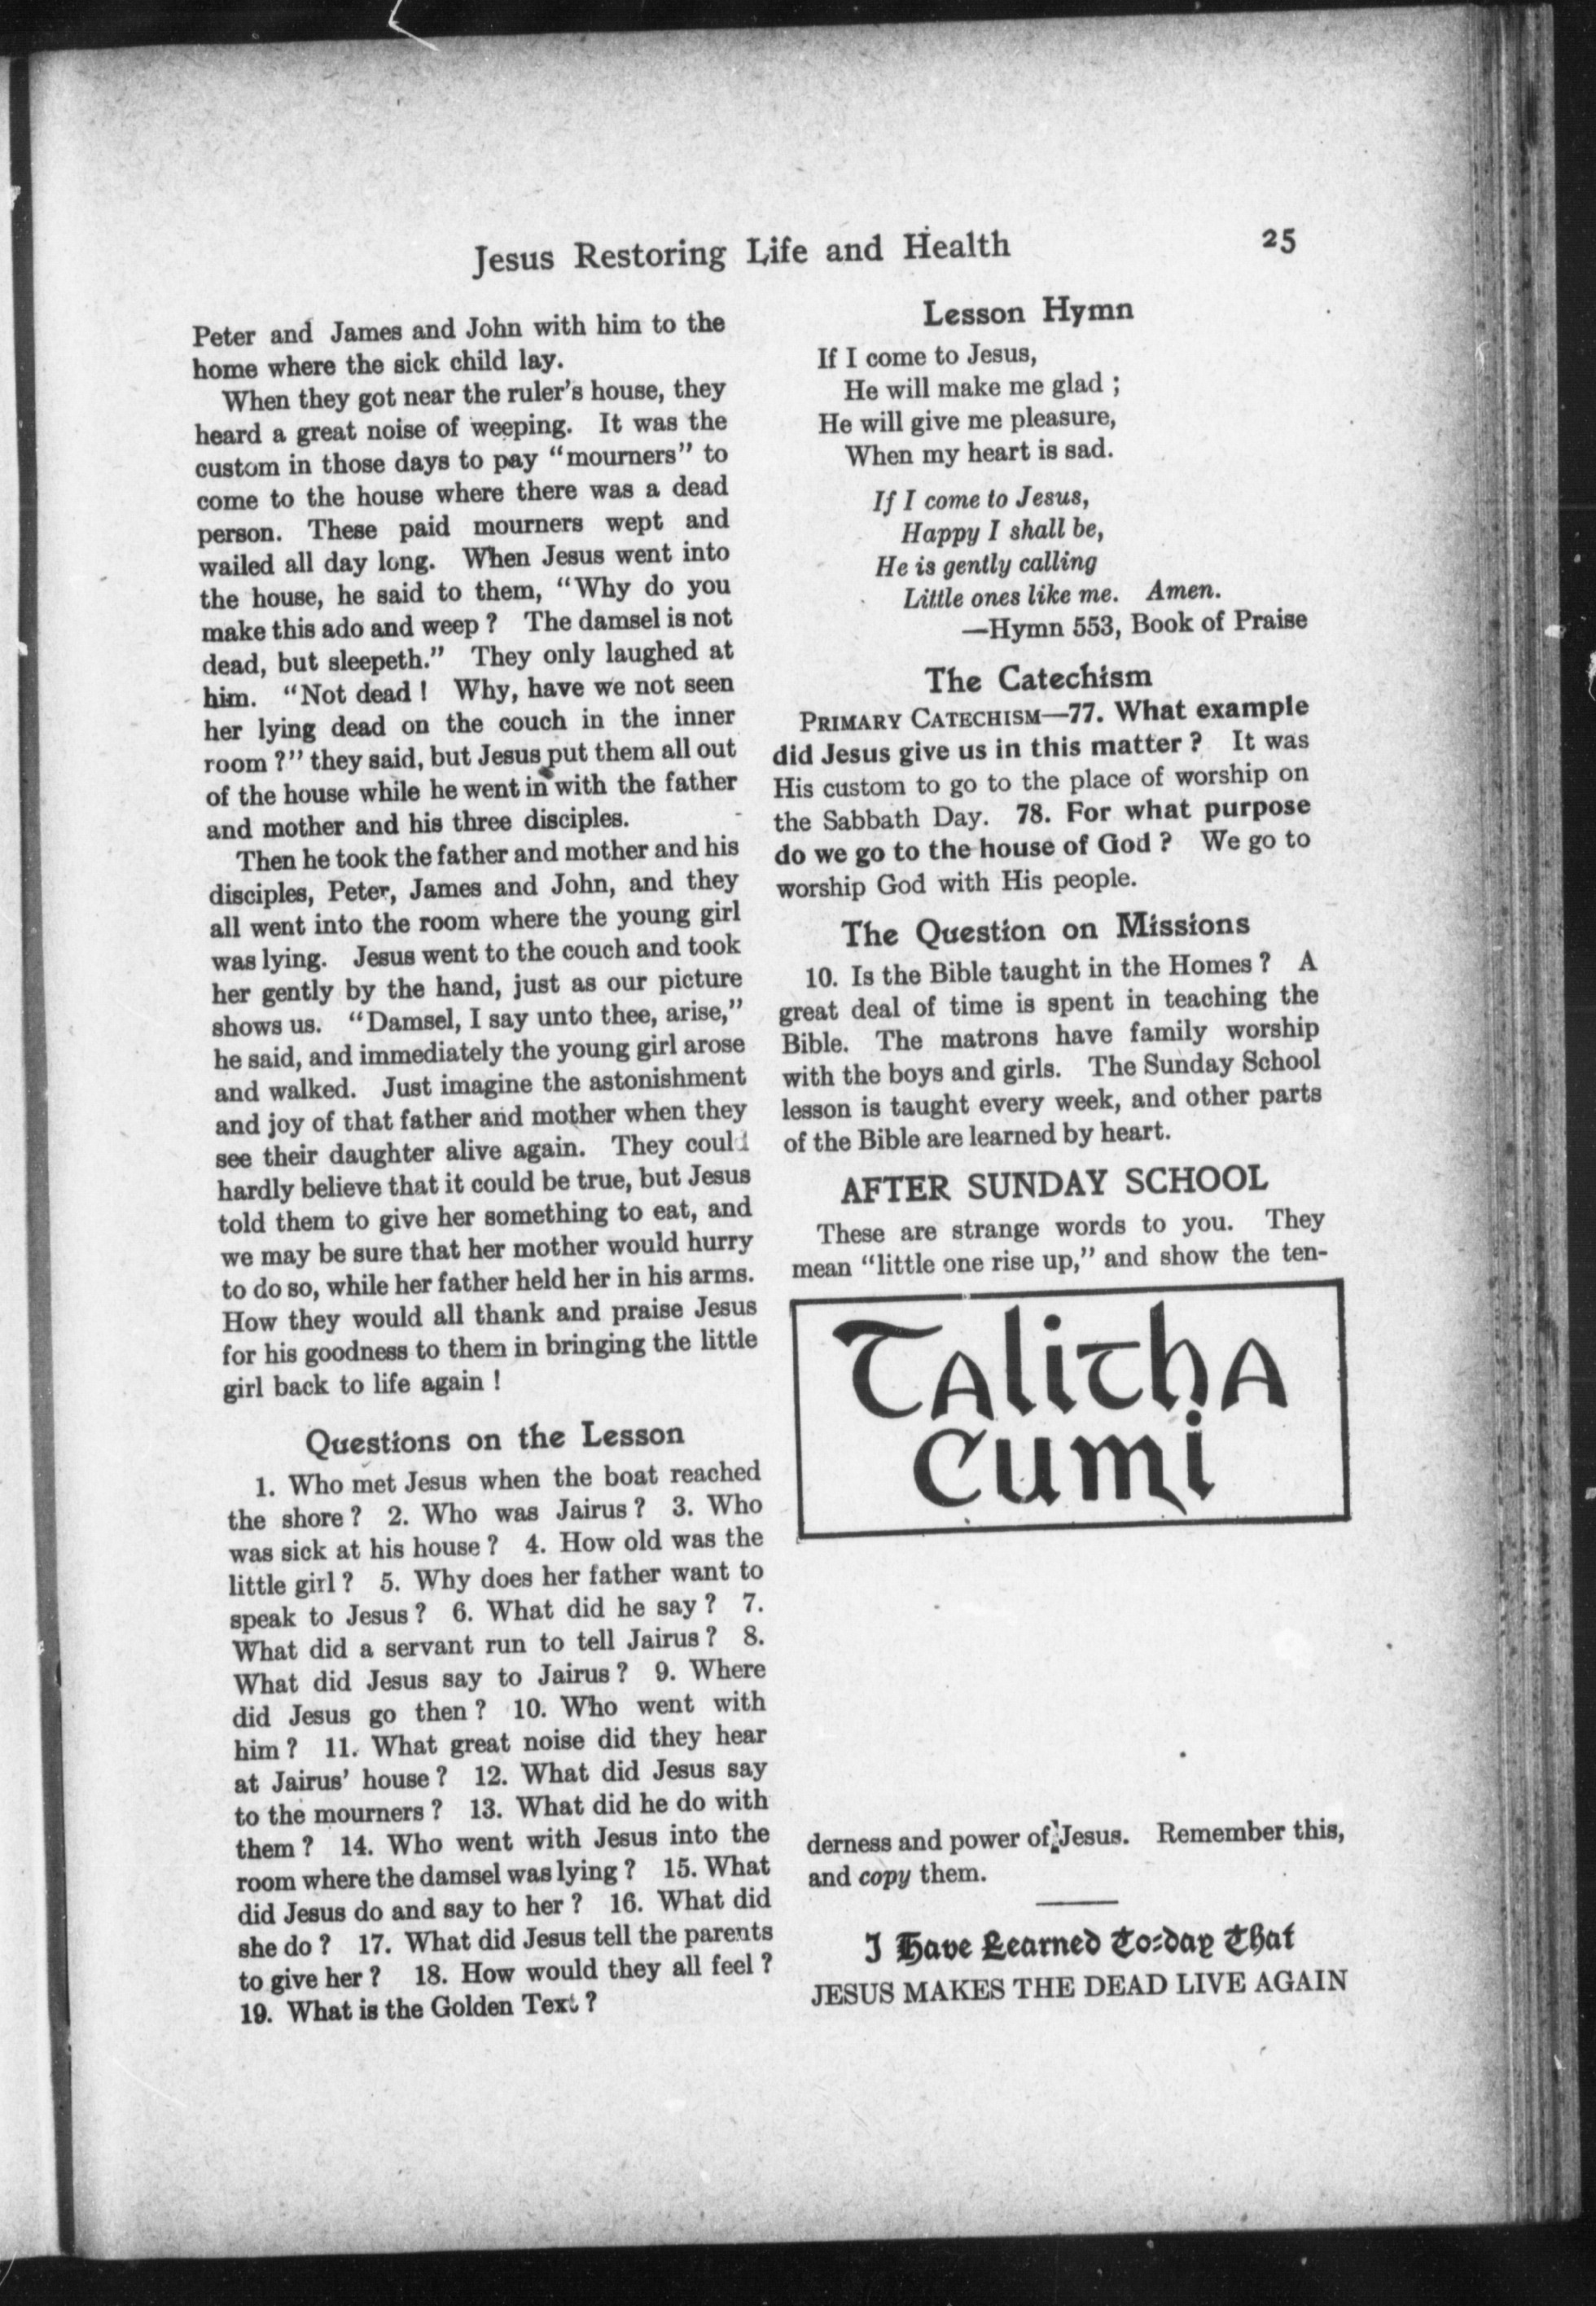 Jesus Restoring Life and Health
25
Peter and James and John with him to the
home where the sick child lay.
When they got near the ruler's house, they
heard a great noise of weeping. It was the
custom in those days to pay "mourners" to
come to the house where there was a dead
person. These paid mourners wept and
wailed all day long. When Jesus went into
the house, he said to them, "Why do you
make this ado and weep ? The damsel is not
dead, but sleepeth." They only laughed at
him. "Not dead ! Why, have we not seen
her lying dead on the couch in the inner
room ?" they said, but Jesus put them all out
of the house while he went in with the father
and mother and his three disciples.
Then he took the father and mother and his
disciples, Peter, James and John, and they
all went into the room where the young girl
was lying. Jesus went to the couch and took
her gently by the hand, just as our picture
shows us. "Damsel, I say unto thee, arise,"
he said, and immediately the young girl arose
and walked. Just imagine the astonishment
and joy of that father and mother when they
see their daughter alive again. They could
hardly believe that it could be true, but Jesus
told them to give her something to eat, and
we may be sure that her mother would hurry
to do so, while her father held her in his arms.
How they would all thank and praise Jesus
for his goodness to them in bringing the little
girl back to life again !
Questions on the Lesson
1. Who met Jesus when the boat reached
the shore ? 2. Who was Jairus ? 3. Who
was sick at his house ? 4. How old was the
little girl ? 5. Why does her father want to
speak to Jesus ? 6. What did he say ? 7.
What did a servant run to tell Jairus ? 8.
What did Jesus say to Jairus ? 9. Where
did Jesus go then ? 10. Who went with
him ? 11. What great noise did they hear
at Jairus' house ? 12. What did Jesus say
to the mourners ? 13. What did he do with
them ? 14. Who went with Jesus into the
room where the damsel was lying ? 15. What
did Jesus do and say to her ? 16. What did
she do ? 17. What did Jesus tell the parents
to give her ? 18. How would they all feel ?
19. What is the Golden Text ?
Lesson Hymn
If I come to Jesus,
He will make me glad ;
He will give me pleasure,
When my heart is sad.
If I come to Jesus,
Happy I shall be,
He is gently calling
Little ones like me. Amen.
—Hymn 553, Book of Praise
The Catechism
PRIMARY CATECHISM—77. What example
did Jesus give us in this matter ? It was
His custom to go to the place of worship on
the Sabbath Day. 78. For what purpose
do we go to the house of God ? We go to
worship God with His people.
The Question on Missions
10. Is the Bible taught in the Homes ? A
great deal of time is spent in teaching the
Bible. The matrons have family worship
with the boys and girls. The Sunday School
lesson is taught every week, and other parts
of the Bible are learned by heart.
AFTER SUNDAY SCHOOL
These are strange words to you. They
mean "little one rise up," and show the ten-
Talitha
Cumi
derness and power of Jesus. Remember this,
and copy them.
I Have Learned To-day That
JESUS MAKES THE DEAD LIVE AGAIN